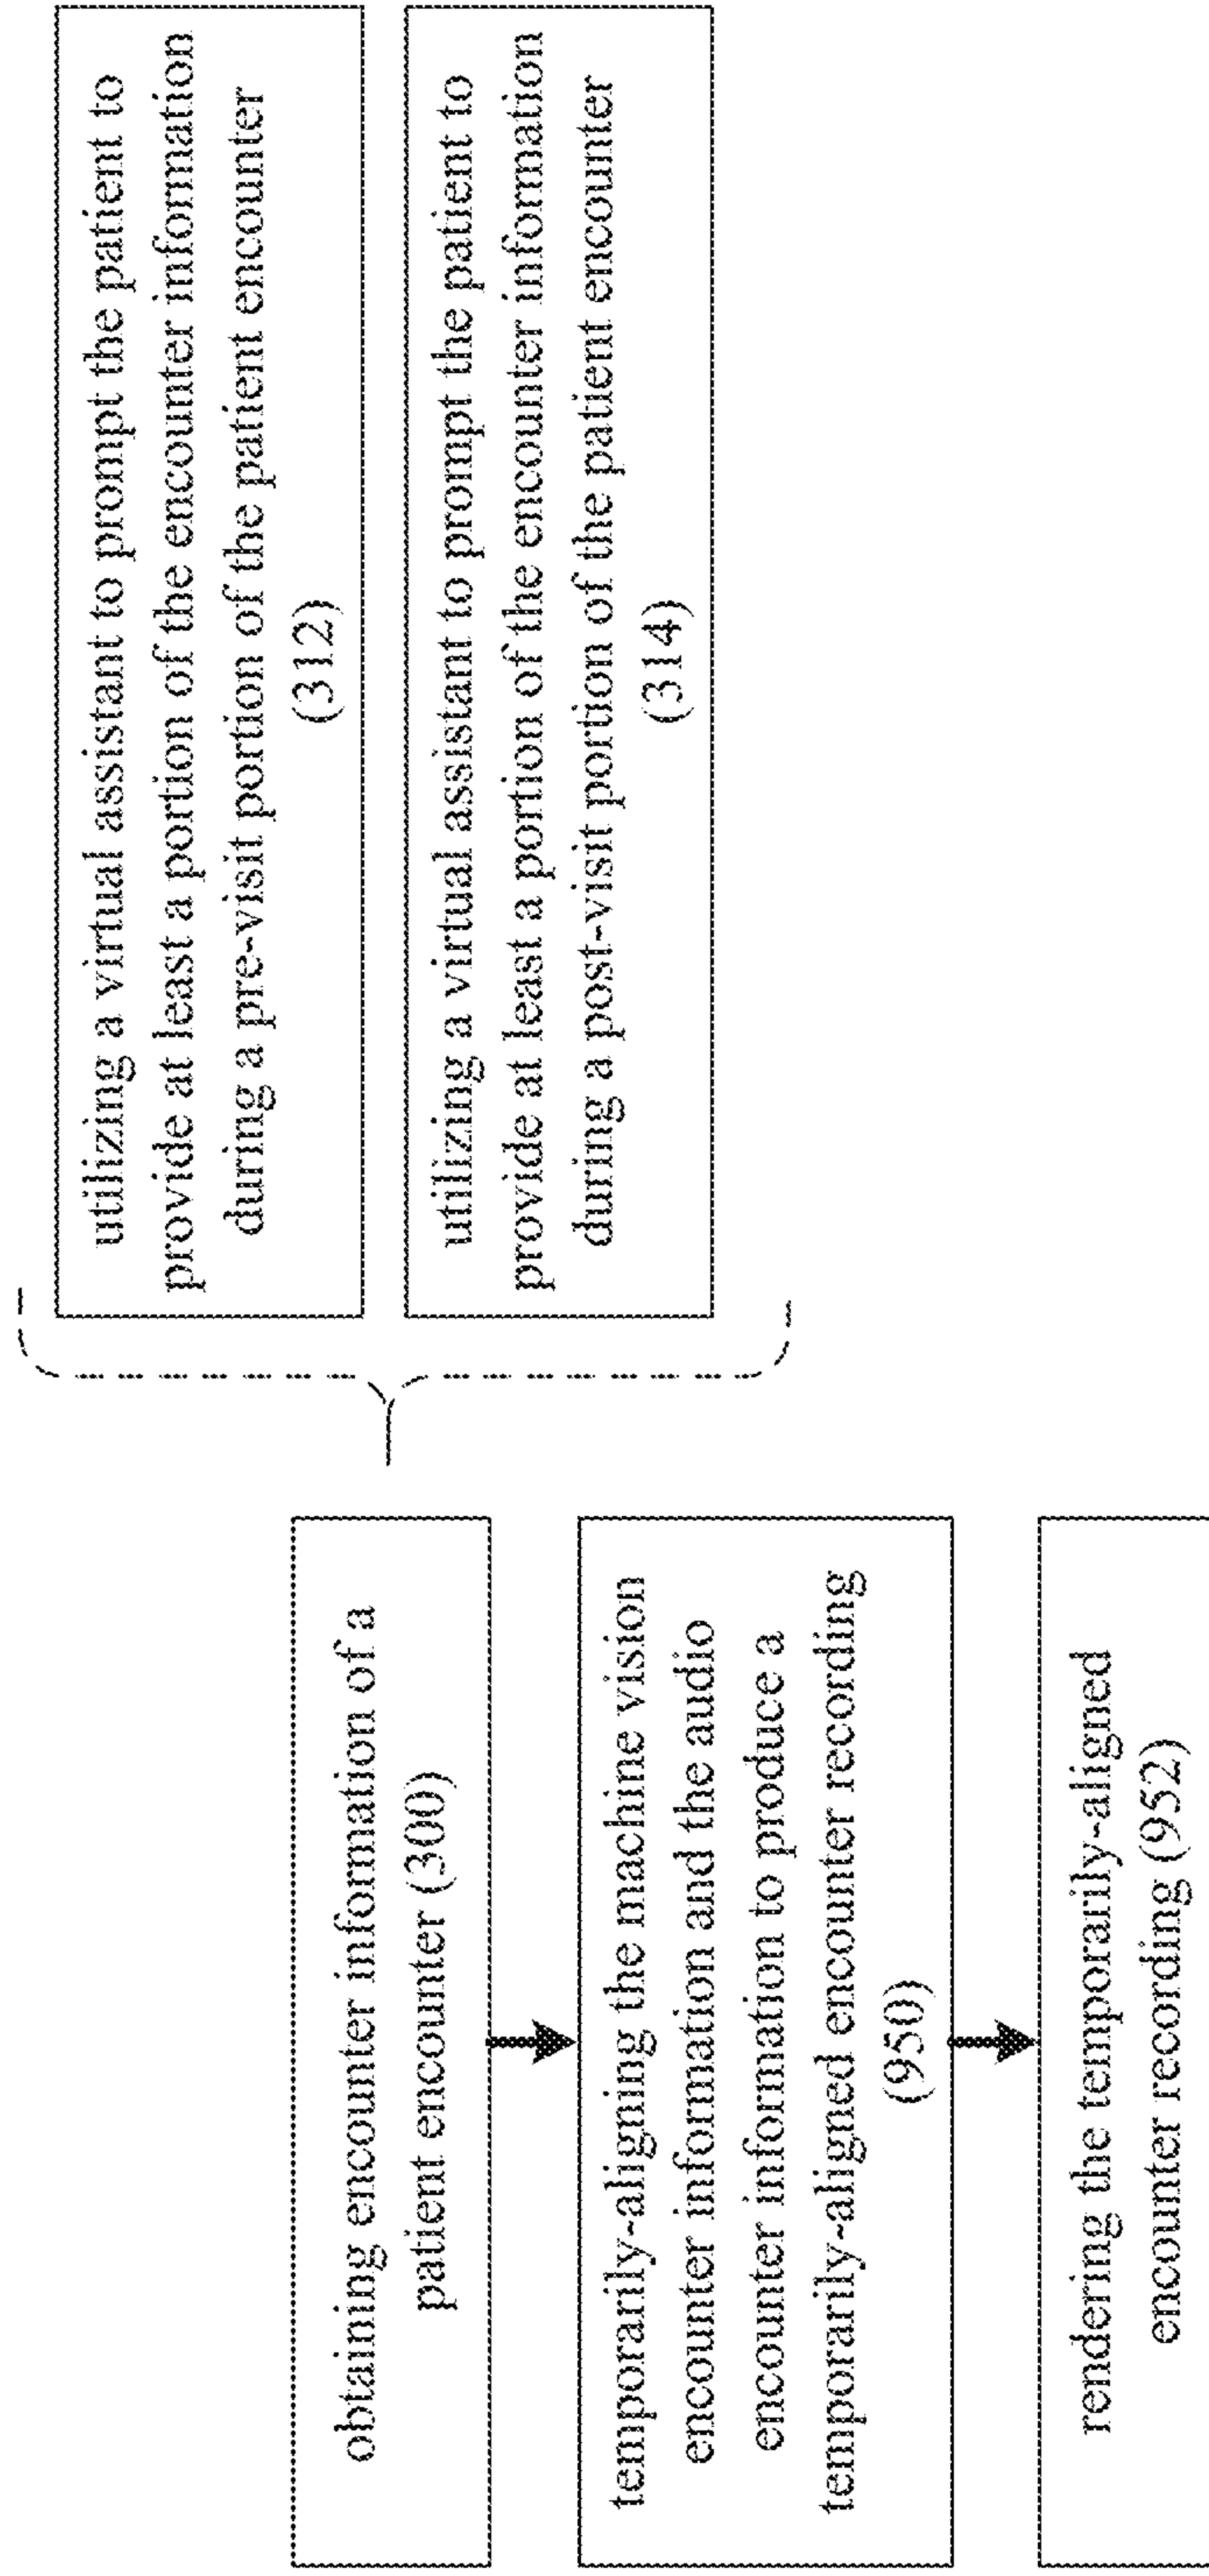 obtaining encounter information of a
patient encounter (300)
temporarily-aligning the machine vision
encounter information and the audio
encounter information to produce a
temporarily-aligned encounter recording
(950)
rendering the temporarily-aligned
encounter recording (952)
utilizing a virtual assistant to prompt the patient to
provide at least a portion of the encounter information
during a pre-visit portion of the patient encounter
(312)
utilizing a virtual assistant to prompt the patient to
provide at least a portion of the encounter information
during a post-visit portion of the patient encounter
(314)